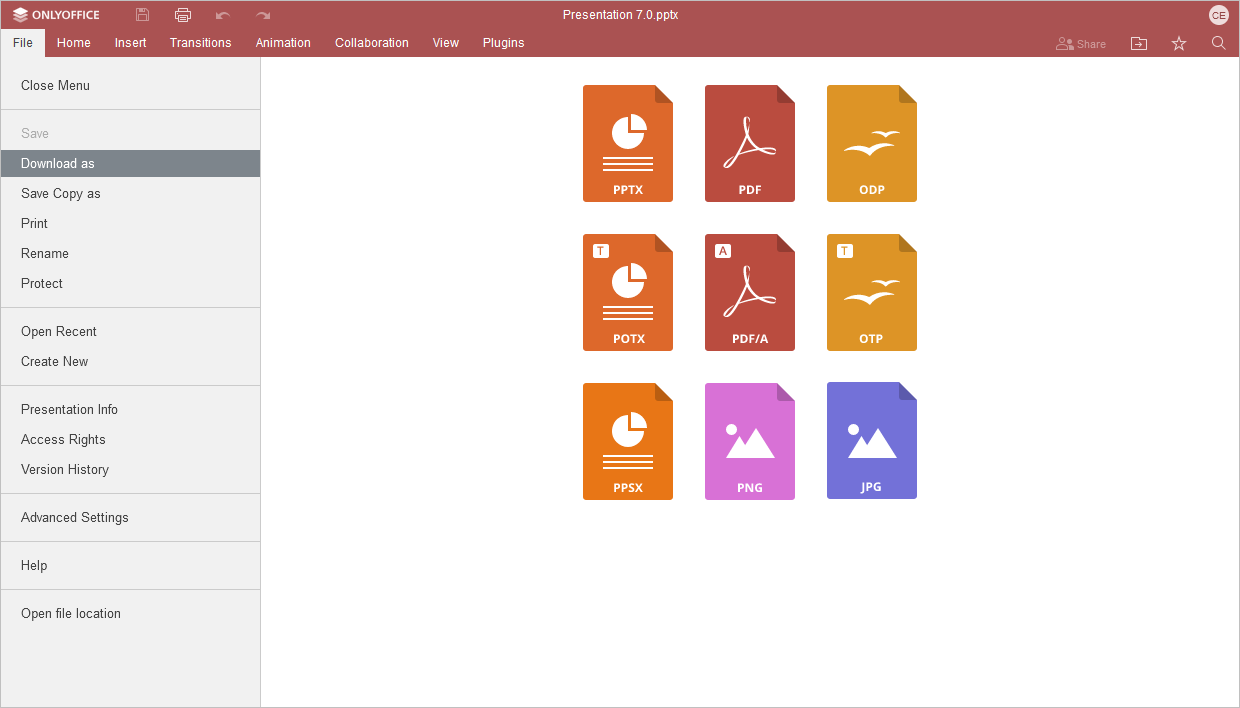 ONLYOFFICE
Presentation 7.0.pptx
CE
File Home Insert Transitions Animation Collaboration View Plugins
Share
Close Menu
Save
Download as
Save Copy as
Print
Rename
Protect
Open Recent
Create New
Presentation Info
Access Rights
Version History
Advanced Settings
Help
Open file location
PPTX PDF ODP
T A T
POTX PDF/A OTP
PPSX PNG JPG